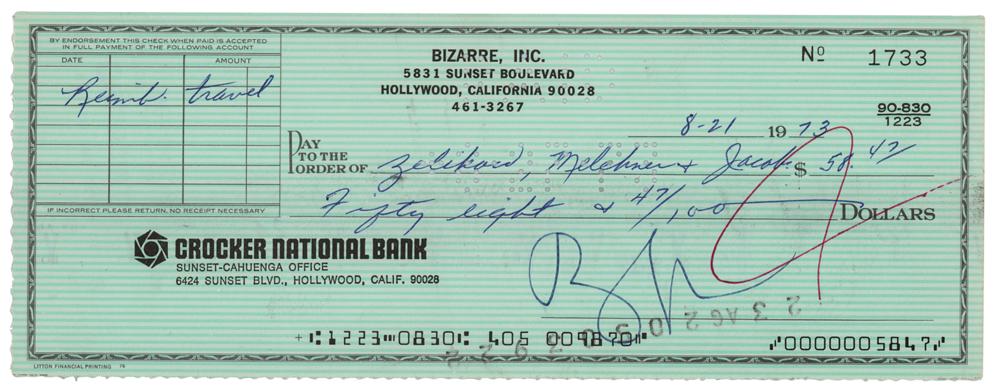 BY ENDORSEMENT THIS CHECK WHEN PAID IS ACCEPTED
IN FULL PAYMENT OF THE FOLLOWING ACCOUNT
DATE AMOUNT
Reimb. travel
IF INCORRECT PLEASE RETURN. NO RECEIPT NECESSARY
BIZARRE, INC.
5831 SUNSET BOULEVARD
HOLLYWOOD, CALIFORNIA 90028
461-3267
Nº 1733
90-830
1223
8-21 1973
PAY
TO THE
ORDER OF Melchner & Jacob $ 58.47
Fifty eight & 47/100 DOLLARS
CROCKER NATIONAL BANK
SUNSET-CAHUENGA OFFICE
6424 SUNSET BLVD., HOLLYWOOD, CALIF. 90028
⑆1223⑉0830⑆ 405 009820⑈ ⑇0000005847⑇
LITTON FINANCIAL PRINTING 76